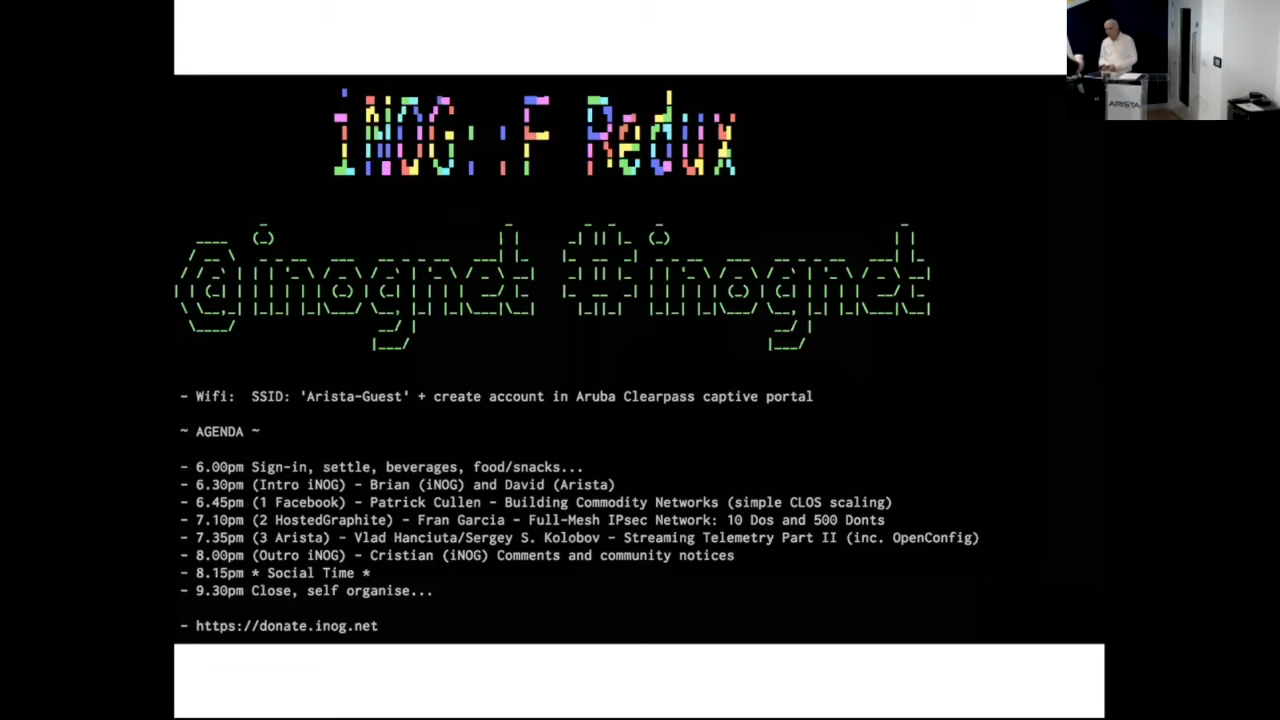 iNOG::F Redux
ARISTA
@inognet #inognet
- Wifi:  SSID: 'Arista-Guest' + create account in Aruba Clearpass captive portal
~ AGENDA ~
- 6.00pm Sign-in, settle, beverages, food/snacks...
- 6.30pm (Intro iNOG) - Brian (iNOG) and David (Arista)
- 6.45pm (1 Facebook) - Patrick Cullen - Building Commodity Networks (simple CLOS scaling)
- 7.10pm (2 HostedGraphite) - Fran Garcia - Full-Mesh IPsec Network: 10 Dos and 500 Donts
- 7.35pm (3 Arista) - Vlad Hanciuta/Sergey S. Kolobov - Streaming Telemetry Part II (inc. OpenConfig)
- 8.00pm (Outro iNOG) - Cristian (iNOG) Comments and community notices
- 8.15pm * Social Time *
- 9.30pm Close, self organise...
- https://donate.inog.net